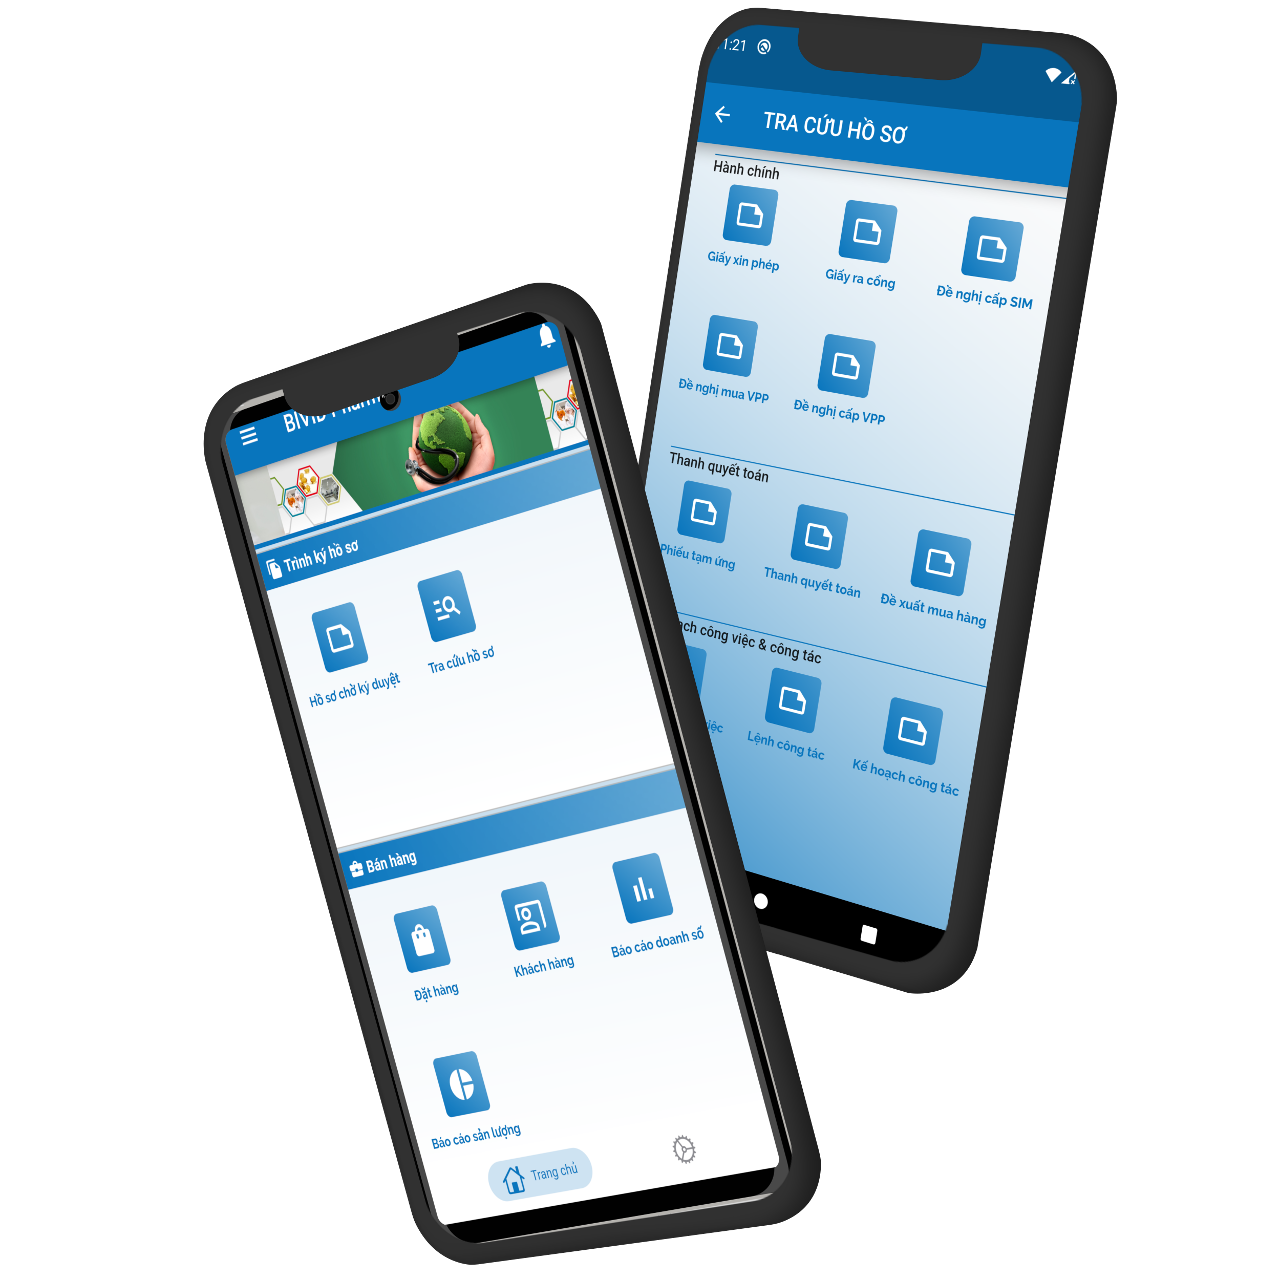 BIVID Pharma
Trình ký hồ sơ
Hồ sơ chờ ký duyệt
Tra cứu hồ sơ
Bán hàng
Đặt hàng
Khách hàng
Báo cáo doanh số
Báo cáo sản lượng
Trang chủ
1:21
TRA CỨU HỒ SƠ
Hành chính
Giấy xin phép
Giấy ra cổng
Đề nghị cấp SIM
Đề nghị mua VPP
Đề nghị cấp VPP
Thanh quyết toán
Phiếu tạm ứng
Thanh quyết toán
Đề xuất mua hàng
ạch công việc & công tác
iệc
Lệnh công tác
Kế hoạch công tác